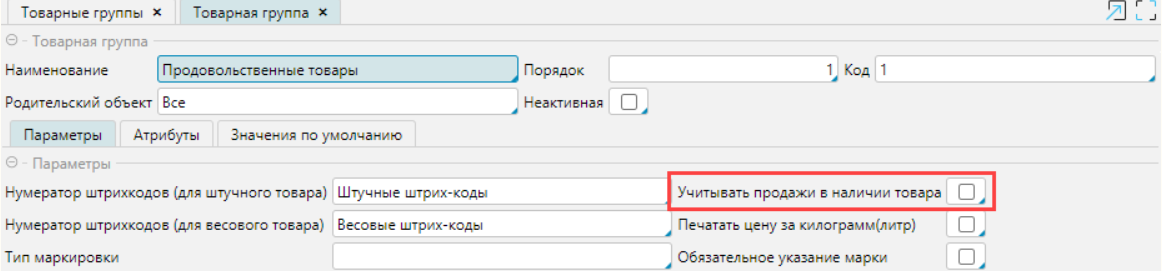 Товарные группы × Товарная группа ×
Товарная группа
Наименование Продовольственные товары Порядок 1 Код 1
Родительский объект Все Неактивная
Параметры Атрибуты Значения по умолчанию
Параметры
Нумератор штрихкодов (для штучного товара) Штучные штрих-коды Учитывать продажи в наличии товара
Нумератор штрихкодов (для весового товара) Весовые штрих-коды Печатать цену за килограмм(литр)
Тип маркировки Обязательное указание марки